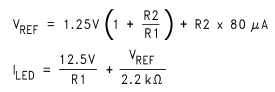 V_REF = 1.25V (1 + R2/R1) + R2 x 80 µA
I_LED = 12.5V/R1 + V_REF/2.2 kΩ